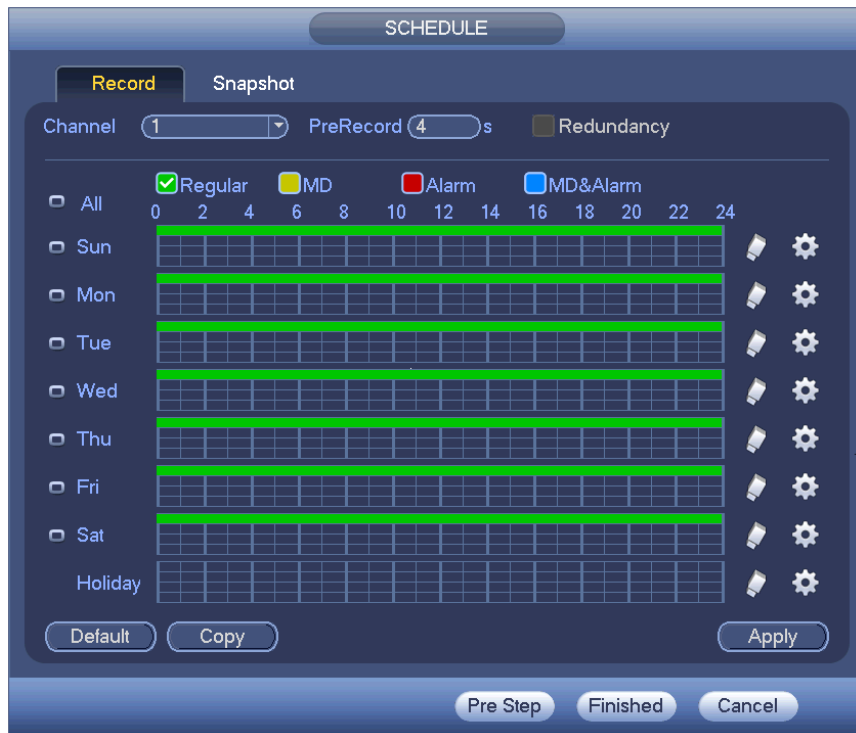 SCHEDULE
Record Snapshot
Channel 1 PreRecord 4 s Redundancy
Regular MD Alarm MD&Alarm
All 0 2 4 6 8 10 12 14 16 18 20 22 24
Sun
Mon
Tue
Wed
Thu
Fri
Sat
Holiday
Default Copy Apply
Pre Step Finished Cancel